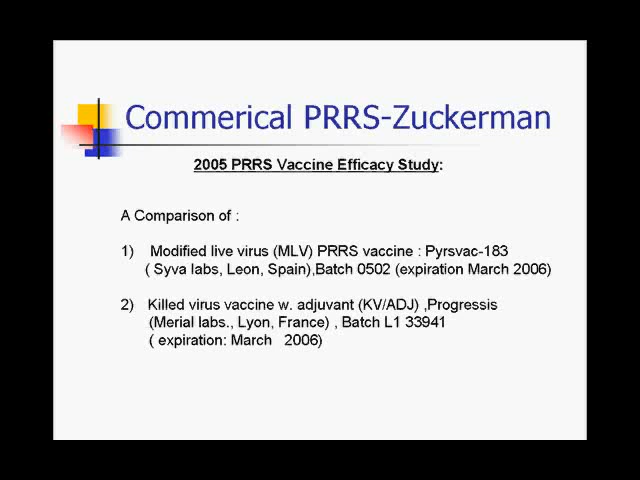 Commerical PRRS-Zuckerman
2005 PRRS Vaccine Efficacy Study:
A Comparison of :
1) Modified live virus (MLV) PRRS vaccine : Pyrsvac-183
( Syva labs, Leon, Spain),Batch 0502 (expiration March 2006)
2) Killed virus vaccine w. adjuvant (KV/ADJ) ,Progressis
(Merial labs., Lyon, France) , Batch L1 33941
( expiration: March 2006)